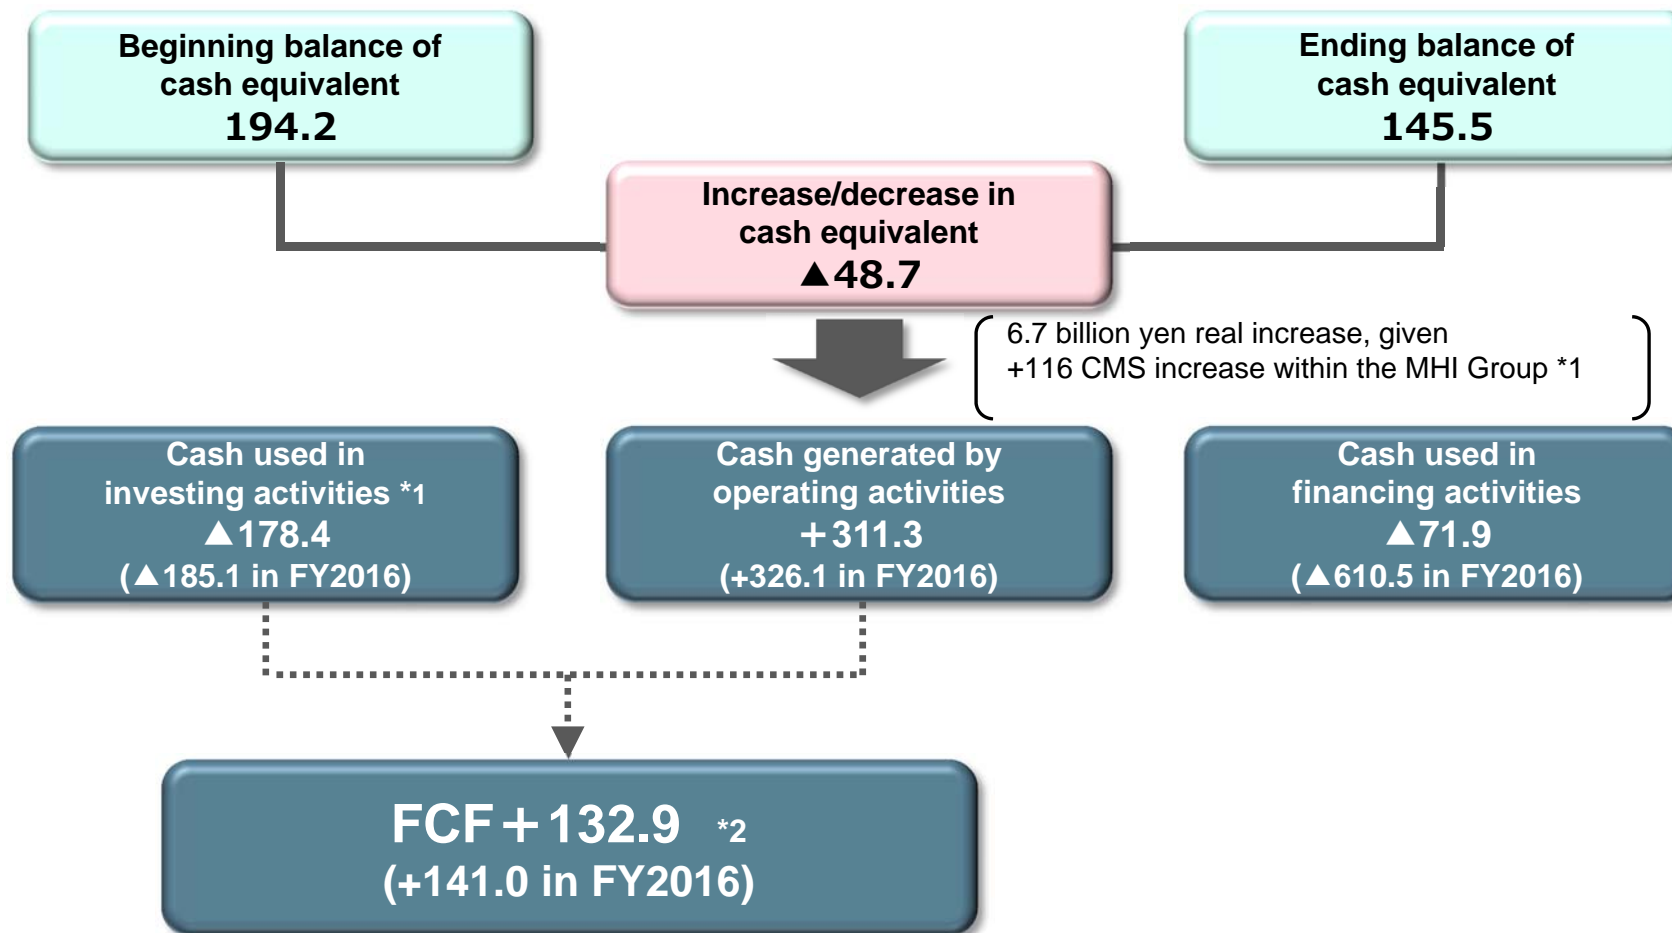 Beginning balance of
cash equivalent
194.2
Ending balance of
cash equivalent
145.5
Increase/decrease in
cash equivalent
▲48.7
6.7 billion yen real increase, given
+116 CMS increase within the MHI Group *1
Cash used in
investing activities *1
▲178.4
(▲185.1 in FY2016)
Cash generated by
operating activities
+311.3
(+326.1 in FY2016)
Cash used in
financing activities
▲71.9
(▲610.5 in FY2016)
FCF+132.9 *2
(+141.0 in FY2016)